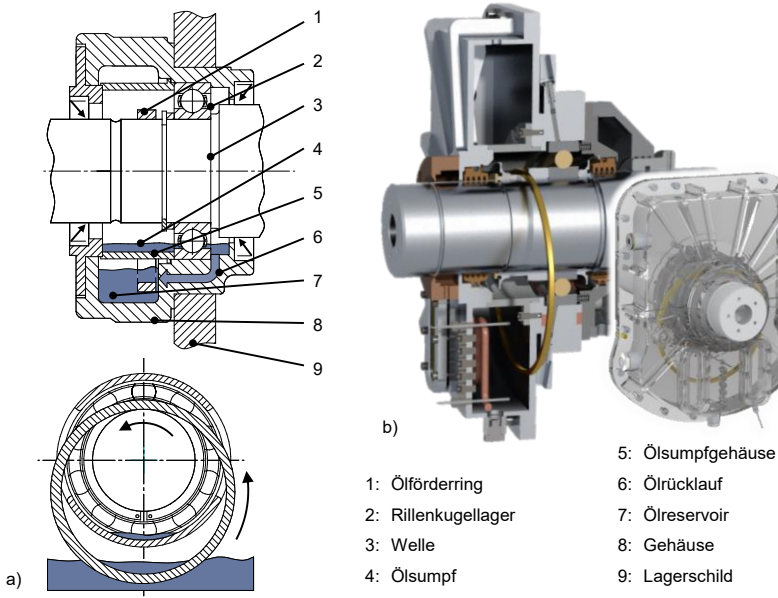 1
2
3
4
5
6
7
8
9
a)
b)
1: Ölförderring
2: Rillenkugellager
3: Welle
4: Ölsumpf
5: Ölsumpfgehäuse
6: Ölrücklauf
7: Ölreservoir
8: Gehäuse
9: Lagerschild